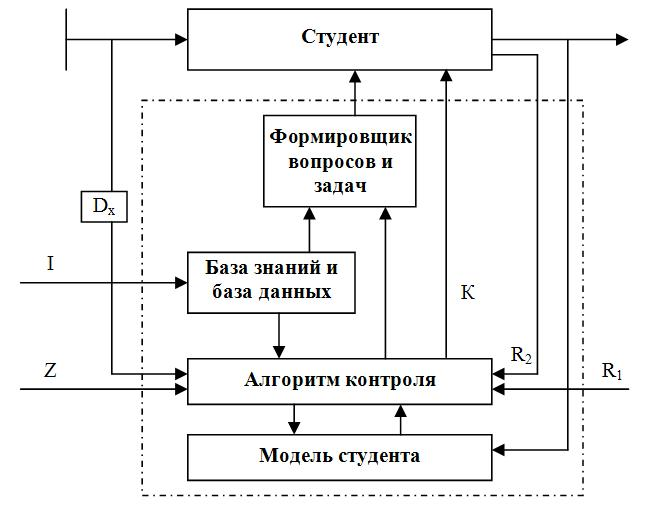 Студент
Формировщик
вопросов и
задач
Dx
I
База знаний и
база данных
К
R2
Z
R1
Алгоритм контроля
Модель студента